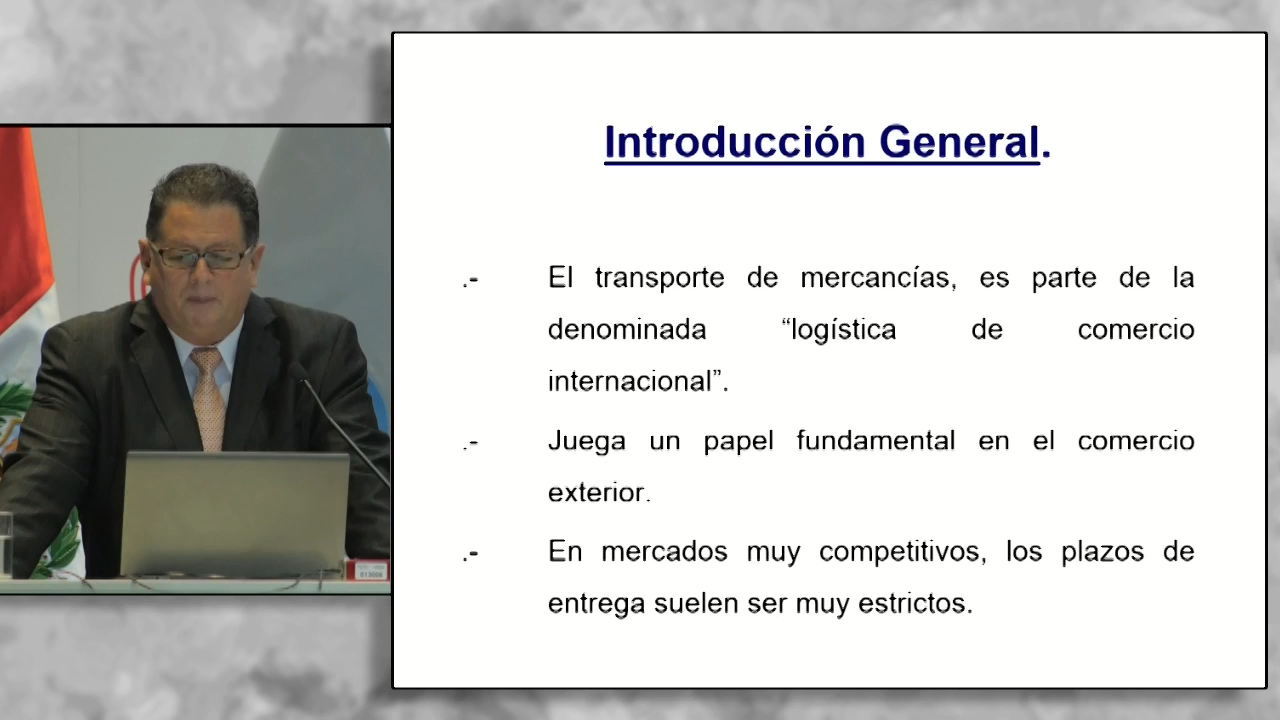 Introducción General.
.- El transporte de mercancías, es parte de la
denominada “logística de comercio
internacional”.
.- Juega un papel fundamental en el comercio
exterior.
.- En mercados muy competitivos, los plazos de
entrega suelen ser muy estrictos.